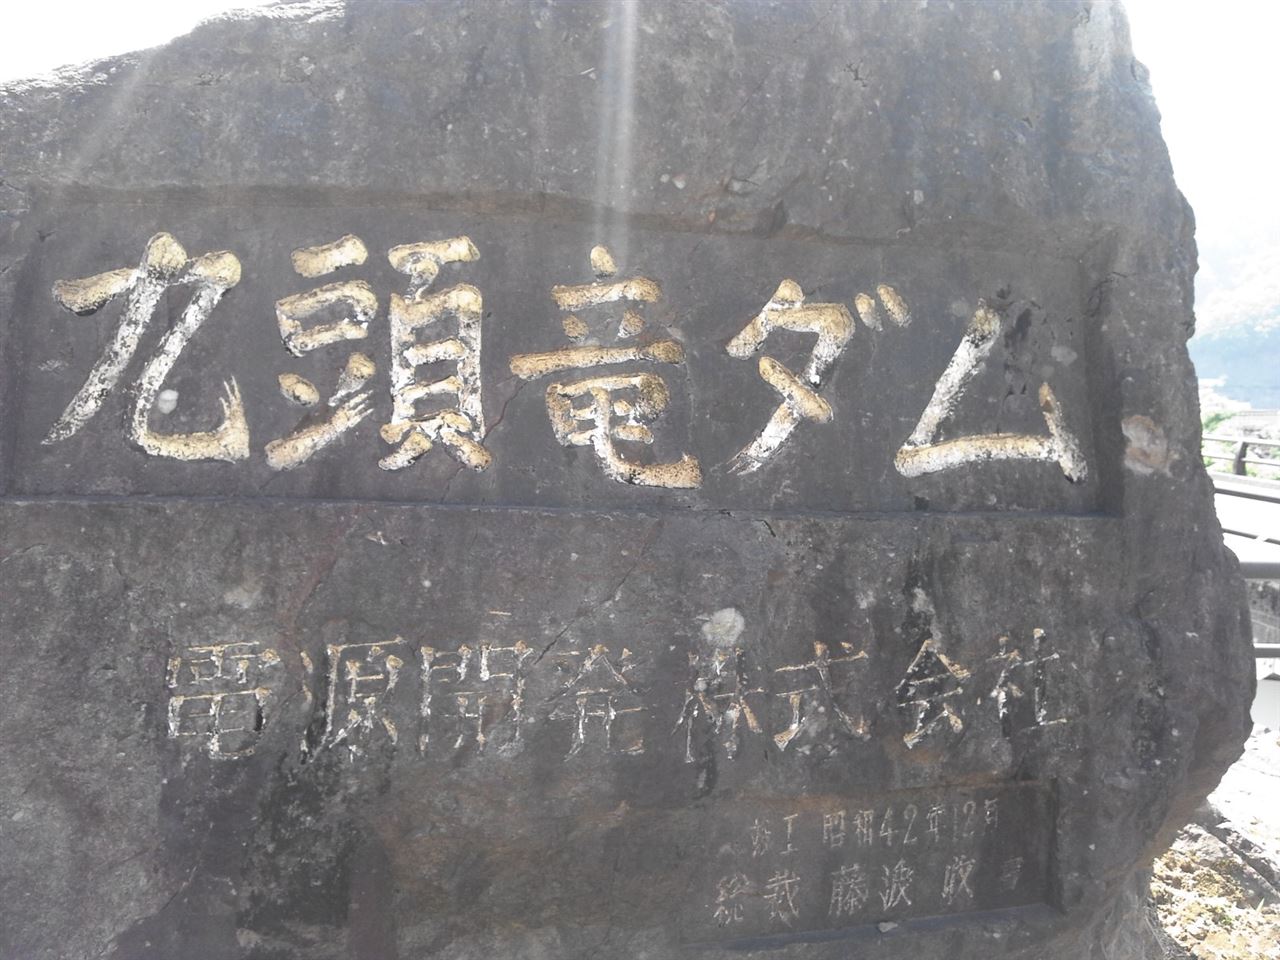 九頭竜ダム
電源開発株式会社
竣工 昭和42年12月
総裁 藤波收 書